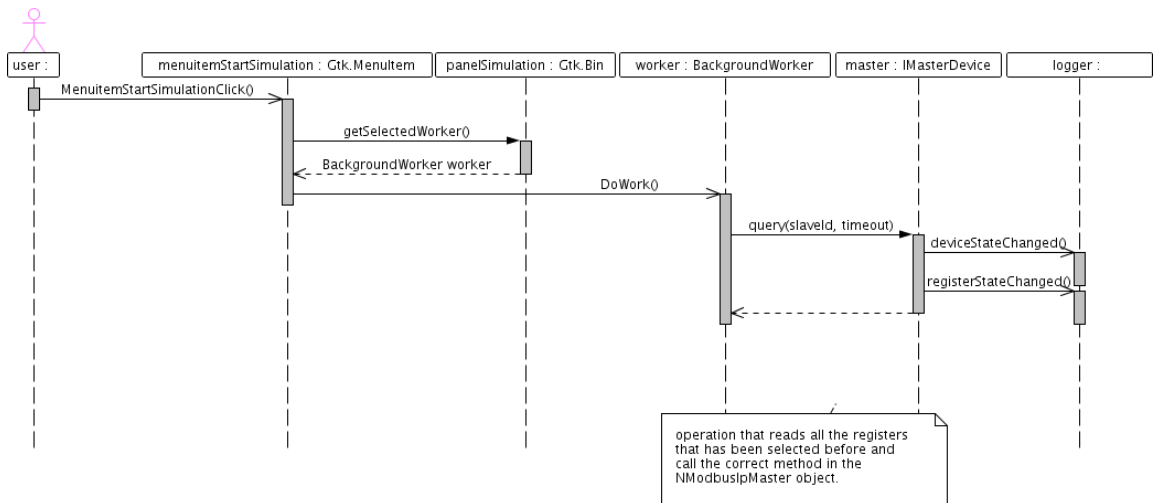 user :
menuitemStartSimulation : Gtk.MenuItem
panelSimulation : Gtk.Bin
worker : BackgroundWorker
master : IMasterDevice
logger :
MenuitemStartSimulationClick()
getSelectedWorker()
BackgroundWorker worker
DoWork()
query(slaveId, timeout)
deviceStateChanged()
registerStateChanged()
operation that reads all the registers
that has been selected before and
call the correct method in the
NModbusIpMaster object.